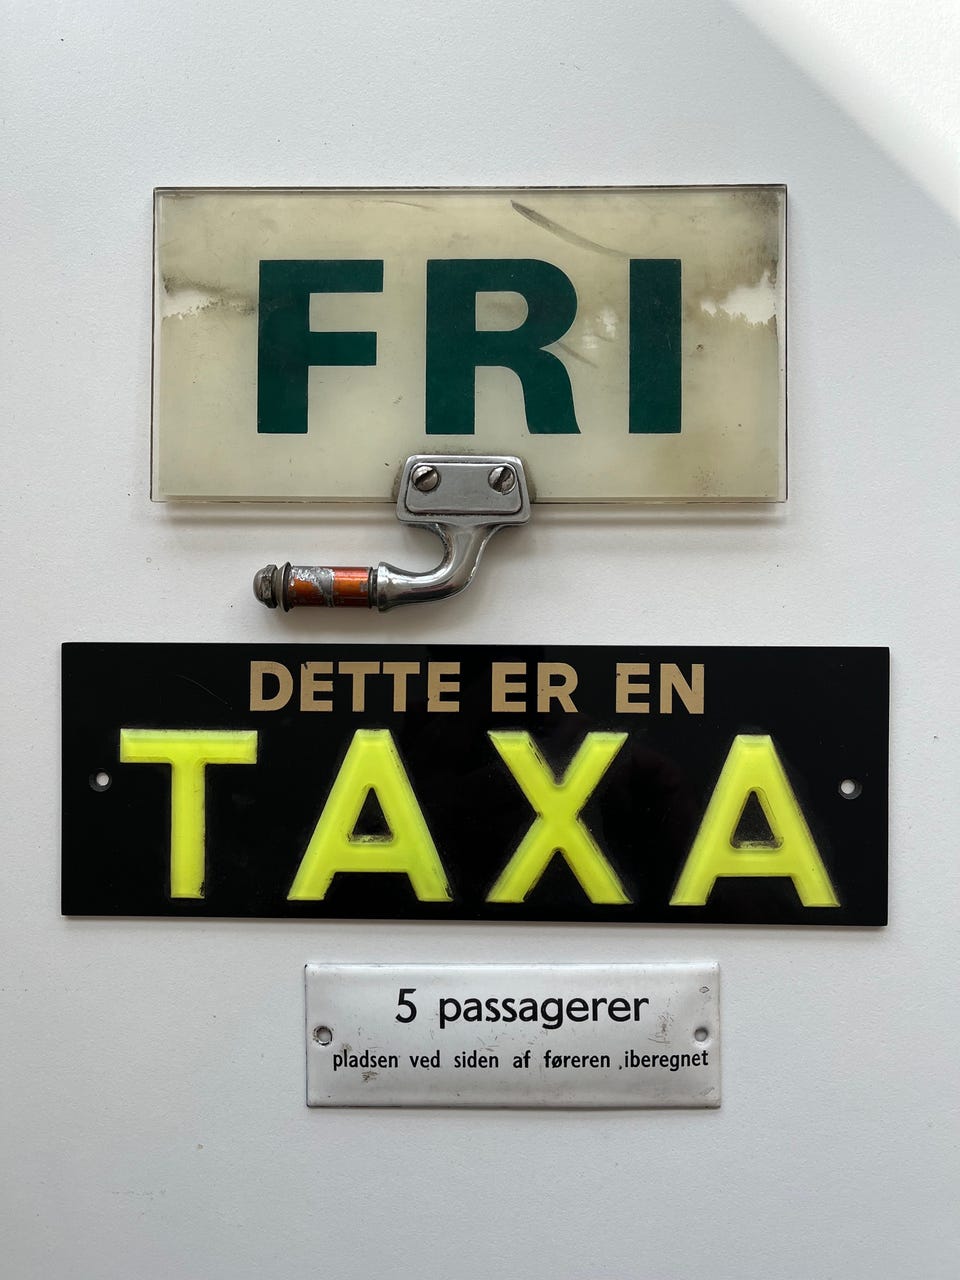 FRI
DETTE ER EN
TAXA
5 passagerer
pladsen ved siden af føreren iberegnet